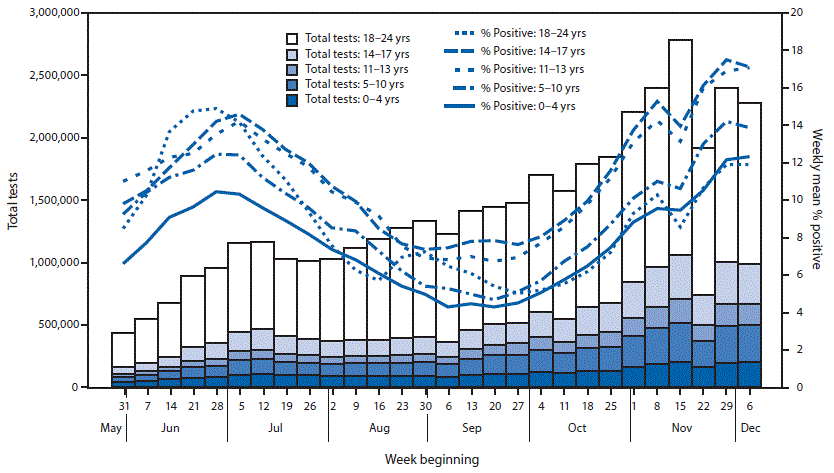 3,000,000
2,500,000
2,000,000
1,500,000
1,000,000
500,000
0
Total tests
Total tests: 18–24 yrs
Total tests: 14–17 yrs
Total tests: 11–13 yrs
Total tests: 5–10 yrs
Total tests: 0–4 yrs
% Positive: 18–24 yrs
% Positive: 14–17 yrs
% Positive: 11–13 yrs
% Positive: 5–10 yrs
% Positive: 0–4 yrs
20
18
16
14
12
10
8
6
4
2
0
Weekly mean % positive
31 7 14 21 28 5 12 19 26 2 9 16 23 30 6 13 20 27 4 11 18 25 1 8 15 22 29 6
May Jun Jul Aug Sep Oct Nov Dec
Week beginning